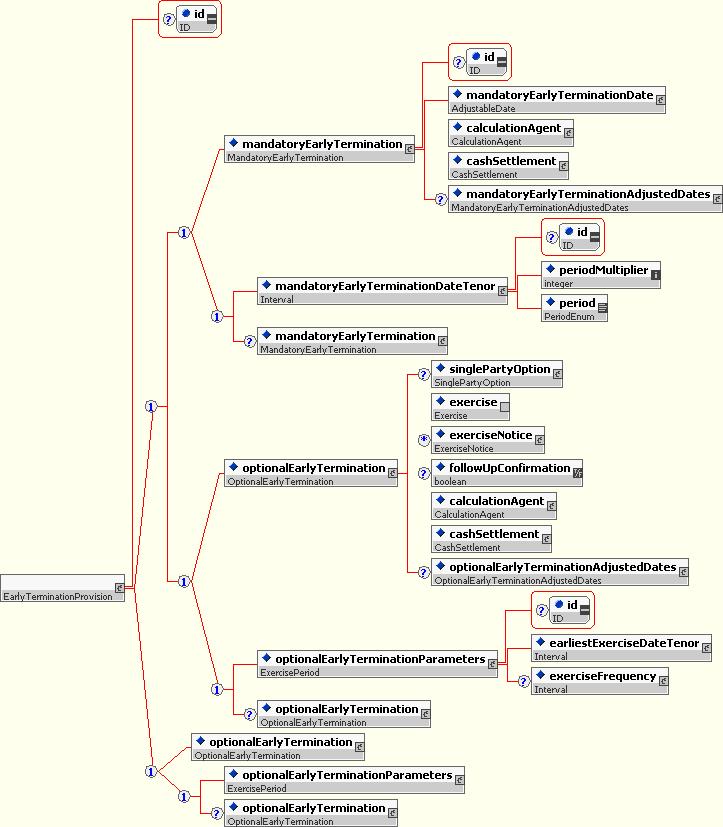 ? id
ID
? id
ID
mandatoryEarlyTerminationDate
AdjustableDate
calculationAgent
CalculationAgent
mandatoryEarlyTermination
MandatoryEarlyTermination
cashSettlement
CashSettlement
? mandatoryEarlyTerminationAdjustedDates
MandatoryEarlyTerminationAdjustedDates
1
? id
ID
periodMultiplier
integer
mandatoryEarlyTerminationDateTenor
Interval
period
PeriodEnum
1
? mandatoryEarlyTermination
MandatoryEarlyTermination
? singlePartyOption
SinglePartyOption
exercise
Exercise
1
* exerciseNotice
ExerciseNotice
optionalEarlyTermination
OptionalEarlyTermination
? followUpConfirmation
boolean
calculationAgent
CalculationAgent
cashSettlement
CashSettlement
? optionalEarlyTerminationAdjustedDates
OptionalEarlyTerminationAdjustedDates
1
EarlyTerminationProvision
? id
ID
earliestExerciseDateTenor
Interval
optionalEarlyTerminationParameters
ExercisePeriod
? exerciseFrequency
Interval
1
? optionalEarlyTermination
OptionalEarlyTermination
optionalEarlyTermination
OptionalEarlyTermination
1
optionalEarlyTerminationParameters
ExercisePeriod
1
? optionalEarlyTermination
OptionalEarlyTermination